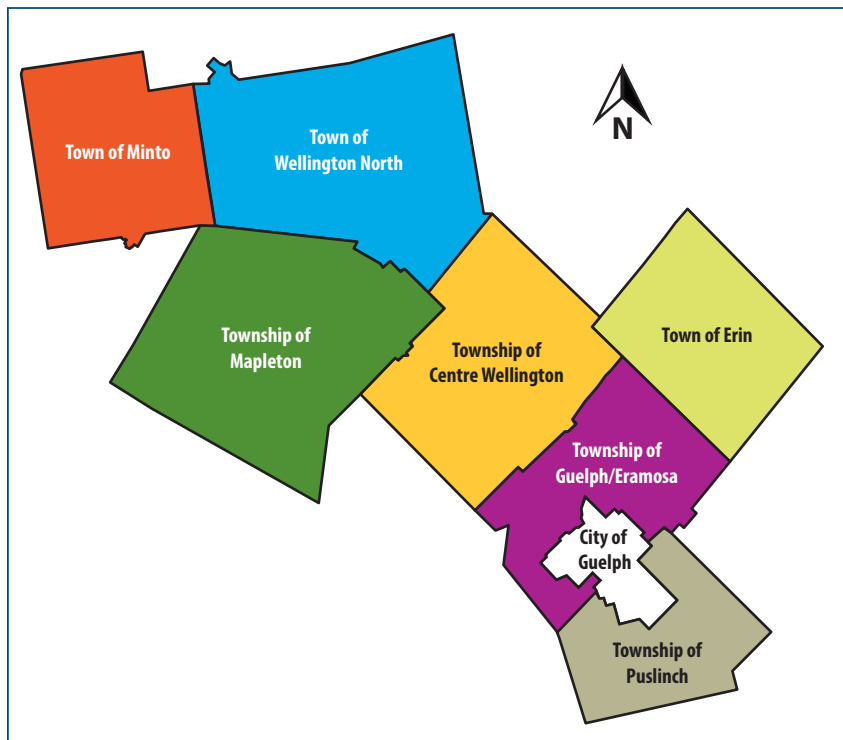 Town of Minto
Town of
Wellington North
N
Township of
Mapleton
Township of
Centre Wellington
Town of Erin
Township of
Guelph/Eramosa
City of
Guelph
Township of
Puslinch